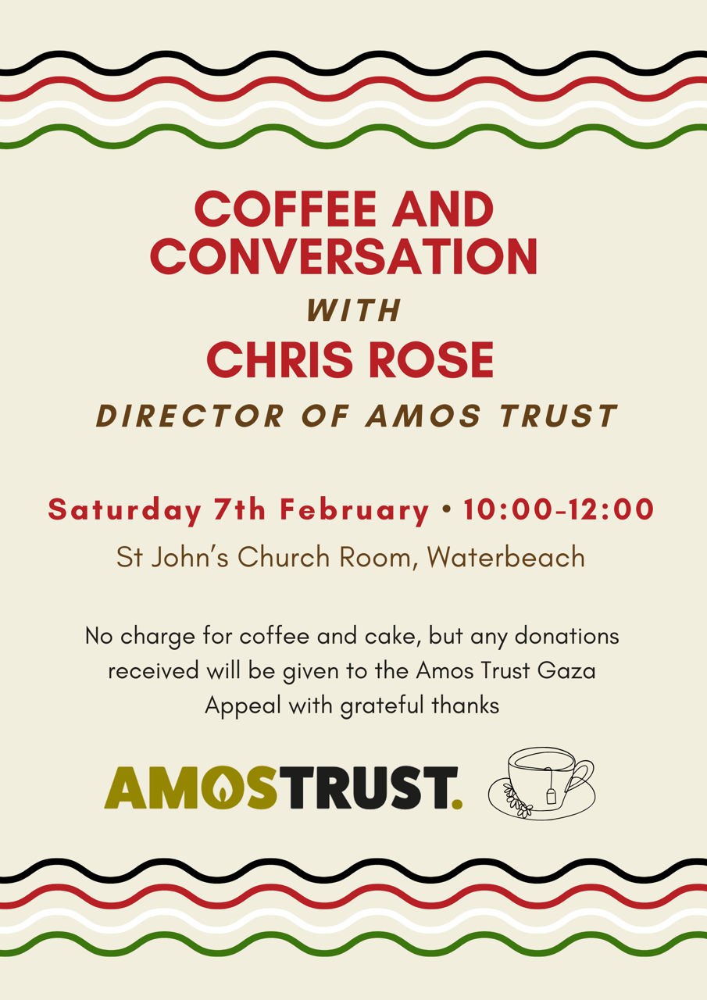 COFFEE AND
CONVERSATION
WITH
CHRIS ROSE
DIRECTOR OF AMOS TRUST
Saturday 7th February • 10:00-12:00
St John’s Church Room, Waterbeach
No charge for coffee and cake, but any donations
received will be given to the Amos Trust Gaza
Appeal with grateful thanks
AMOSTRUST.